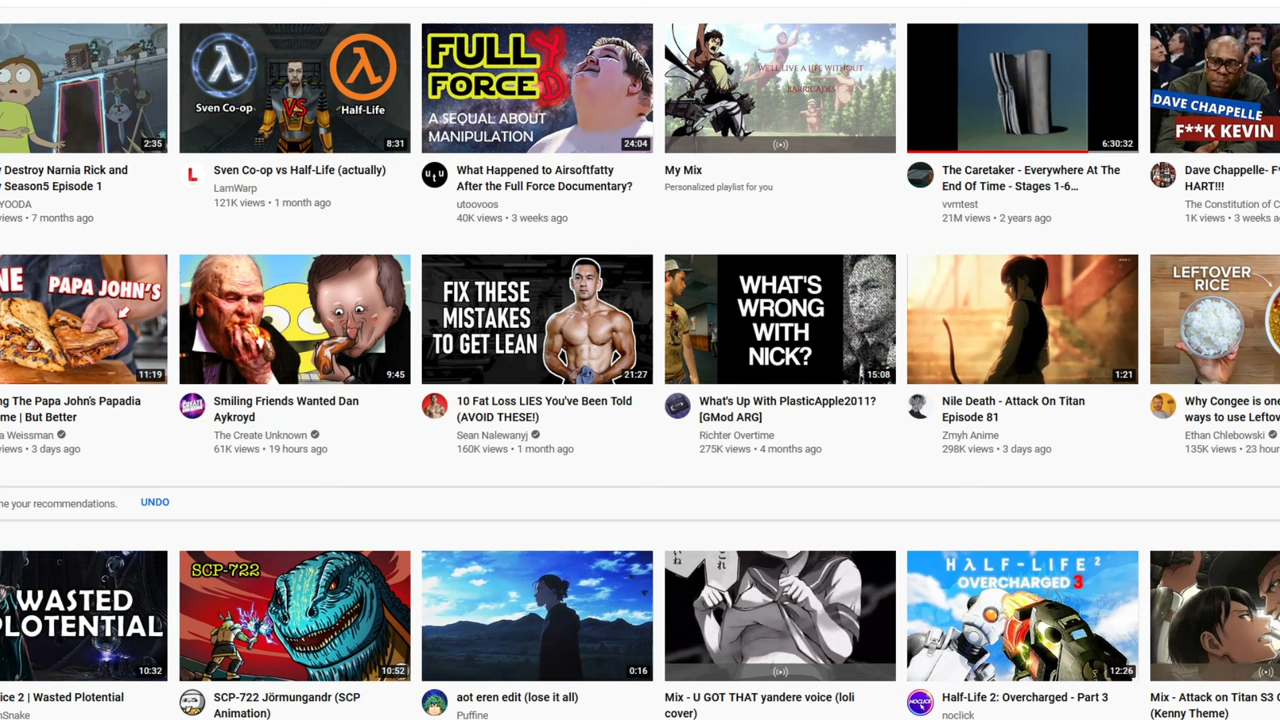 2:35
Sven Co-op
VS
Half-Life
8:31
FULL
FORCE
A SEQUAL ABOUT
MANIPULATION
24:04
WE'LL LIVE A LIFE WITHOUT
BARRICADES
6:30:32
DAVE CHAPPELLE
F**K KEVIN
Destroy Narnia Rick and
Season5 Episode 1
YOODA
iews • 7 months ago
L
Sven Co-op vs Half-Life (actually)
LamWarp
121K views • 1 month ago
utu
What Happened to Airsoftfatty
After the Full Force Documentary?
utoovoos
40K views • 3 weeks ago
My Mix
Personalized playlist for you
The Caretaker - Everywhere At The
End Of Time - Stages 1-6...
vvmtest
21M views • 2 years ago
Dave Chappelle- F*
HART!!!
The Constitution of C
1K views • 3 weeks a
NE
PAPA JOHN'S
11:19
9:45
FIX THESE
MISTAKES
TO GET LEAN
21:27
WHAT'S
WRONG
WITH
NICK?
15:08
1:21
LEFTOVER
RICE
ng The Papa John's Papadia
me | But Better
a Weissman
iews • 3 days ago
Smiling Friends Wanted Dan
Aykroyd
The Create Unknown
61K views • 19 hours ago
10 Fat Loss LIES You've Been Told
(AVOID THESE!)
Sean Nalewanyj
160K views • 1 month ago
What's Up With PlasticApple2011?
[GMod ARG]
Richter Overtime
275K views • 4 months ago
Nile Death - Attack On Titan
Episode 81
Zmyh Anime
298K views • 3 days ago
Why Congee is one
ways to use Leftov
Ethan Chlebowski
135K views • 23 hour
ne your recommendations.
UNDO
WASTED
PLOTENTIAL
10:32
SCP-722
10:52
0:16
いね
HλLF-LIFE 2
OVERCHARGED 3
12:26
ice 2 | Wasted Plotential
nSnake
SCP-722 Jörmungandr (SCP
Animation)
aot eren edit (lose it all)
Puffine
Mix - U GOT THAT yandere voice (loli
cover)
NOCLICK
Half-Life 2: Overcharged - Part 3
noclick
Mix - Attack on Titan S3 O
(Kenny Theme)